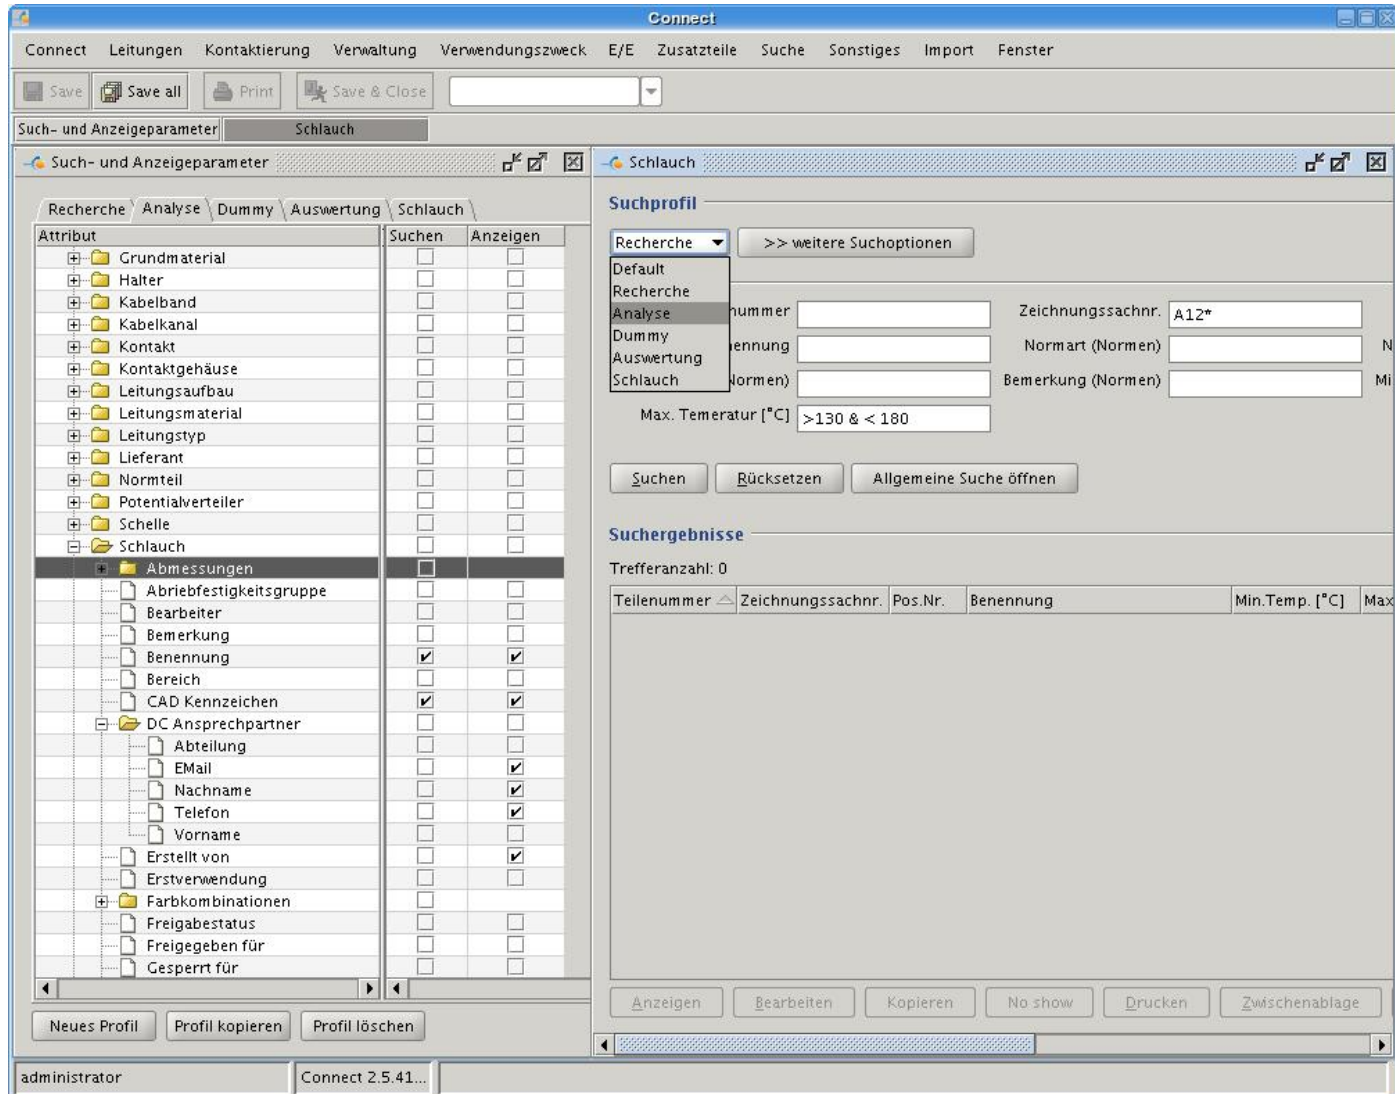 Connect
Connect Leitungen Kontaktierung Verwaltung Verwendungszweck E/E Zusatzteile Suche Sonstiges Import Fenster
Save Save all Print Save & Close
Such- und Anzeigeparameter Schlauch
Such- und Anzeigeparameter
Recherche Analyse Dummy Auswertung Schlauch
Attribut Suchen Anzeigen
Grundmaterial
Halter
Kabelband
Kabelkanal
Kontakt
Kontaktgehäuse
Leitungsaufbau
Leitungsmaterial
Leitungstyp
Lieferant
Normteil
Potentialverteiler
Schelle
Schlauch
Abmessungen
Abriebfestigkeitsgruppe
Bearbeiter
Bemerkung
Benennung
Bereich
CAD Kennzeichen
DC Ansprechpartner
Abteilung
EMail
Nachname
Telefon
Vorname
Erstellt von
Erstverwendung
Farbkombinationen
Freigabestatus
Freigegeben für
Gesperrt für
Neues Profil Profil kopieren Profil löschen
Schlauch
Suchprofil
Recherche >> weitere Suchoptionen
Default
Recherche
Analyse
Dummy
Auswertung
Schlauch
nummer Zeichnungssachnr. A12*
ennung Normart (Normen) N
Normen) Bemerkung (Normen) Mi
Max. Temeratur [°C] >130 & < 180
Suchen Rücksetzen Allgemeine Suche öffnen
Suchergebnisse
Trefferanzahl: 0
Teilenummer Zeichnungssachnr. Pos.Nr. Benennung Min.Temp. [°C] Max
Anzeigen Bearbeiten Kopieren No show Drucken Zwischenablage
administrator Connect 2.5.41...